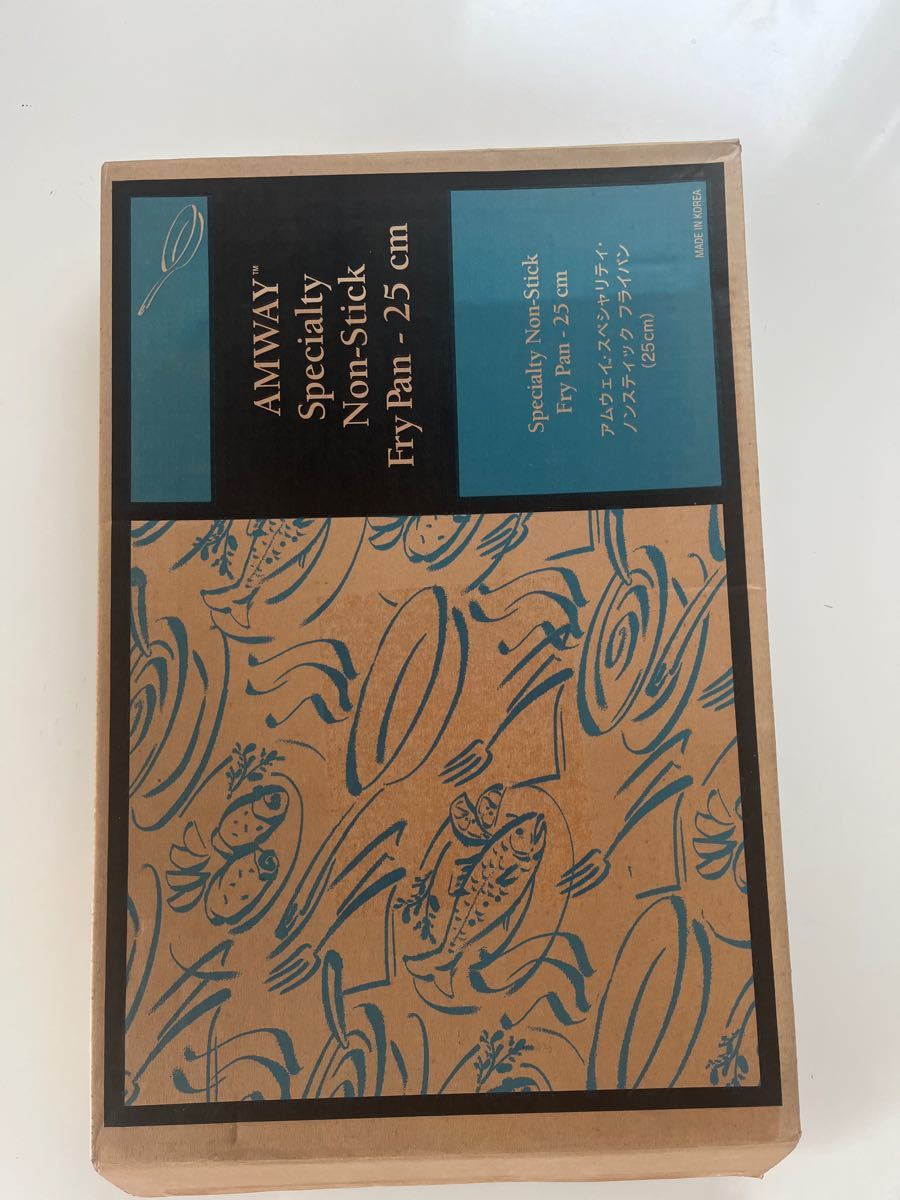 AMWAY™
Specialty
Non-Stick
Fry Pan - 25 cm
Specialty Non-Stick
Fry Pan - 25 cm
アムウェイ・スペシャリティ・
ノンスティック フライパン
(25cm)
MADE IN KOREA